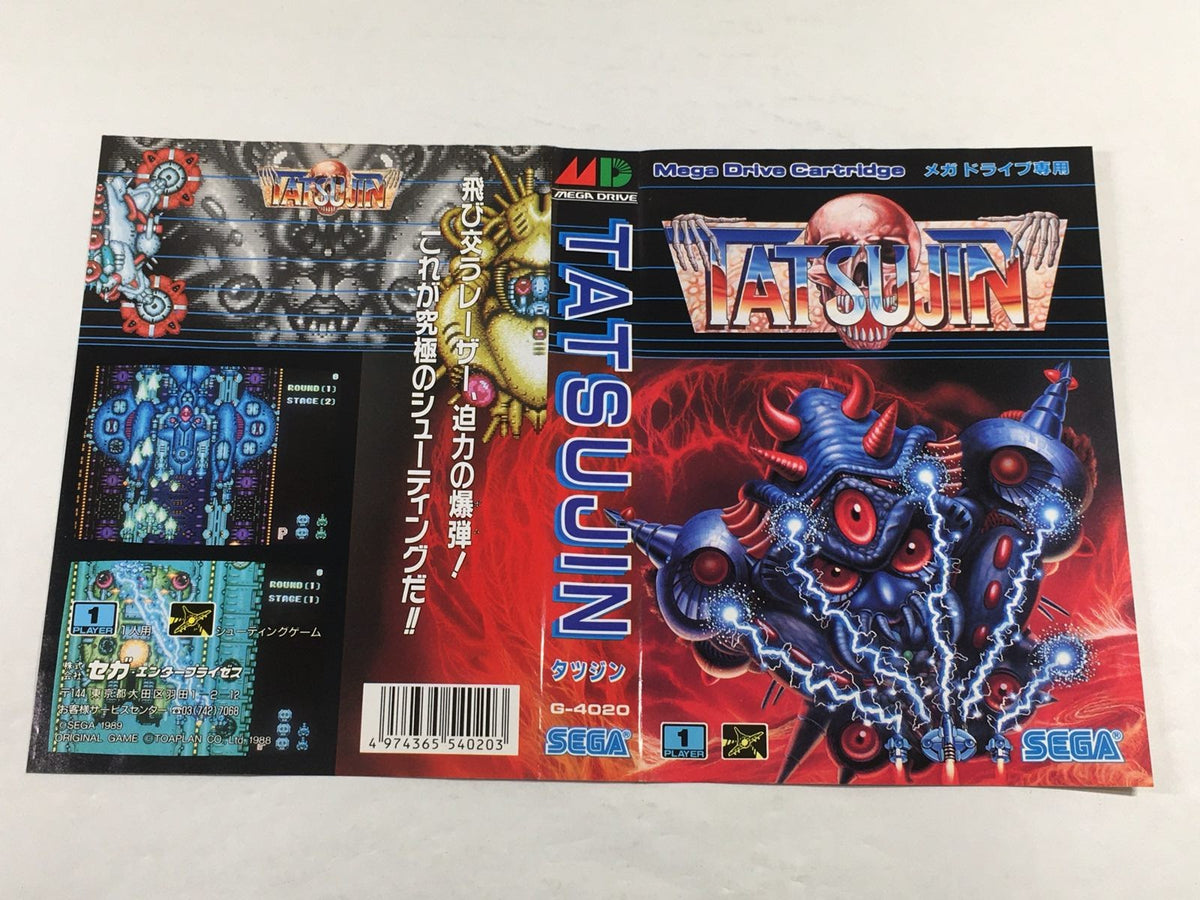 TATSUJIN
飛び交うレーザー、迫力の爆弾！
これが究極のシューティングだ!!
0
ROUND(1)
STAGE(2)
P
0
ROUND(1)
STAGE(1)
1
PLAYER
1人用
シューティングゲーム
株式会社 セガ・エンタープライゼス
〒144 東京都大田区羽田1-2-12
お客様サービスセンター ☎03(742)7068
©SEGA 1989
ORIGINAL GAME ©TOAPLAN CO., Ltd. 1988
4 974365 540203
MD
MEGA DRIVE
TATSUJIN
タツジン
G-4020
SEGA®
Mega Drive Cartridge メガドライブ専用
TATSUJIN
1
PLAYER
SEGA®